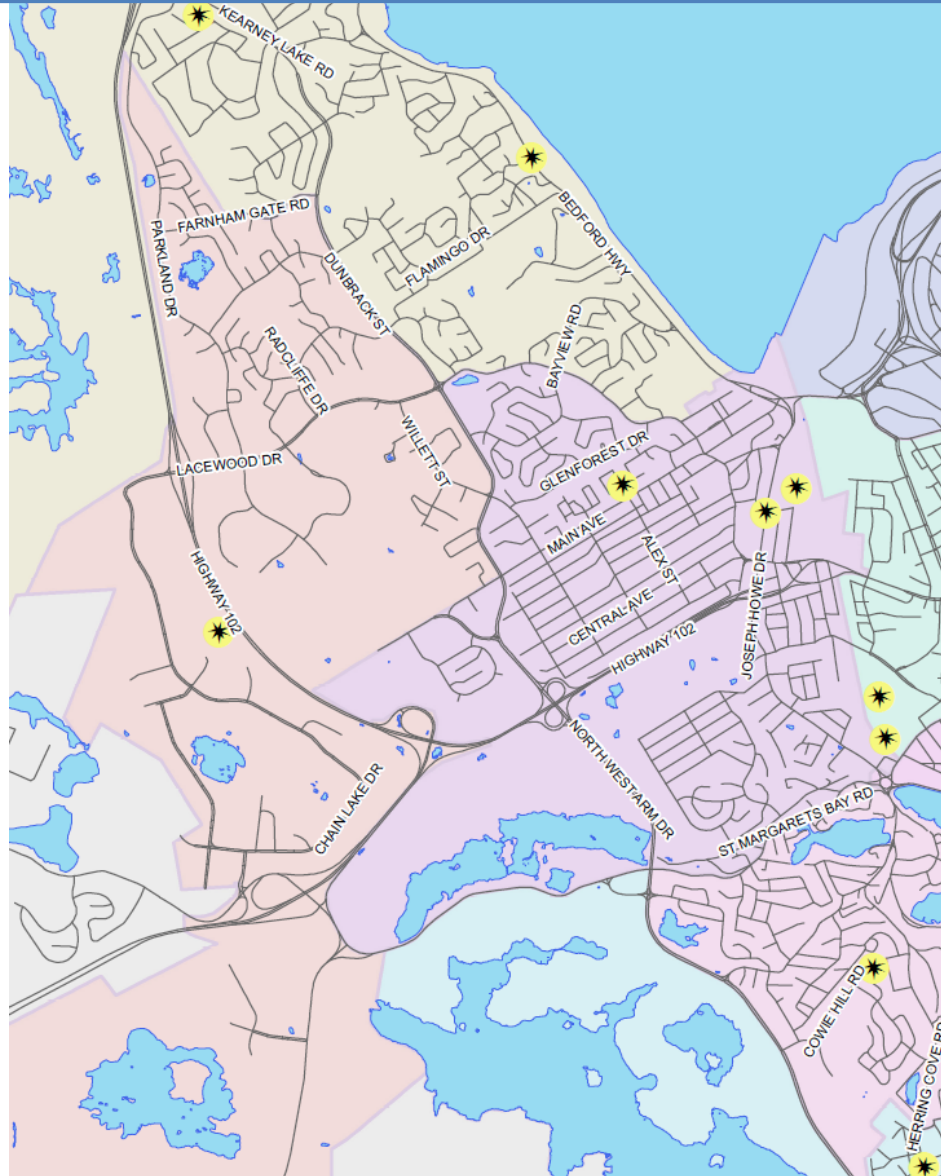 KEARNEY LAKE RD
FARNHAM GATE RD
PARKLAND DR
BEDFORD HWY
FLAMINGO DR
DUNBRACK ST
BAYVIEW RD
RADCLIFFE DR
WILLETT ST
LACEWOOD DR
GLENFOREST DR
MAIN AVE
ALEX ST
HIGHWAY 102
CENTRAL AVE
JOSEPH HOWE DR
HIGHWAY 102
NORTH WEST ARM DR
CHAIN LAKE DR
ST. MARGARETS BAY RD
COWIE HILL RD
HERRING COVE RD